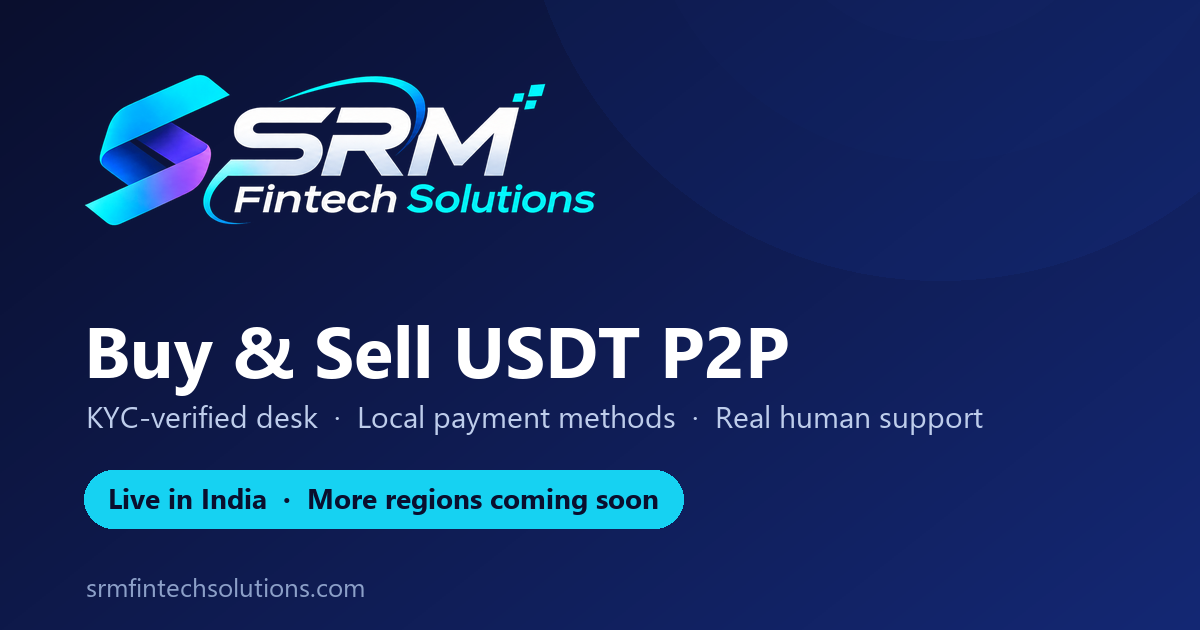 SRM
Fintech Solutions
Buy & Sell USDT P2P
KYC-verified desk · Local payment methods · Real human support
Live in India · More regions coming soon
srmfintechsolutions.com